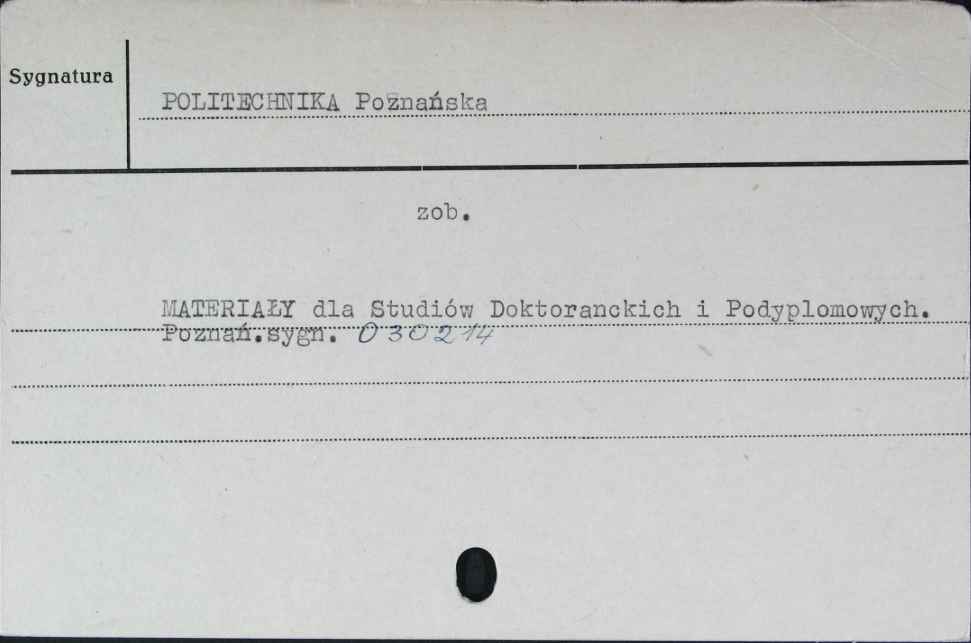 Sygnatura
POLITECHNIKA Poznańska
zob.
MATERIAŁY dla Studiów Doktoranckich i Podyplomowych.
Poznań.sygn. 030214